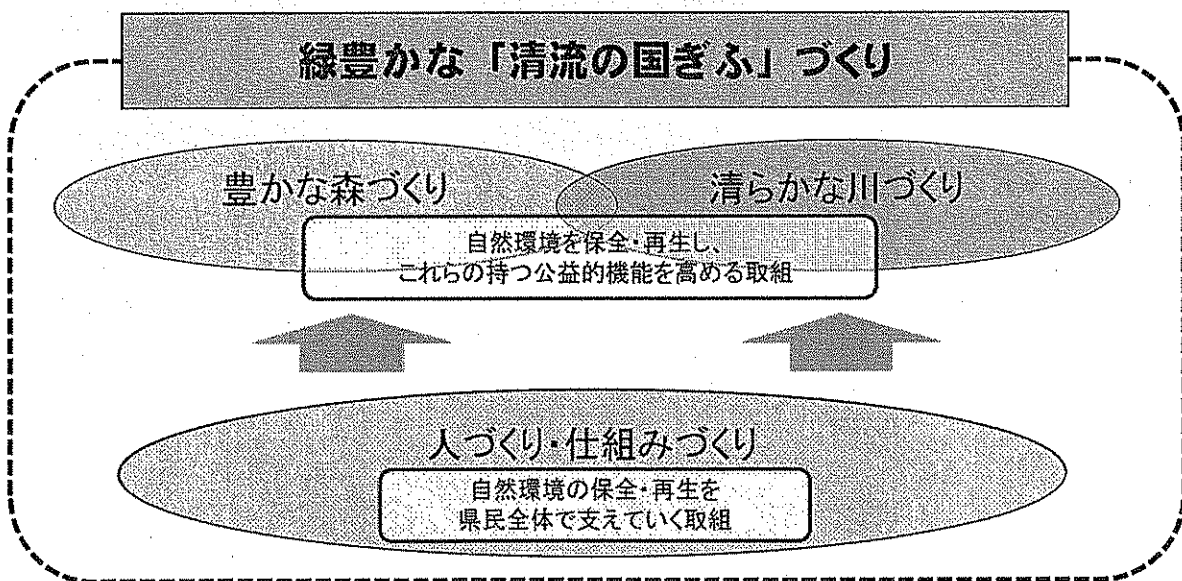 緑豊かな「清流の国ぎふ」づくり
豊かな森づくり
清らかな川づくり
自然環境を保全・再生し、
これらの持つ公益的機能を高める取組
人づくり・仕組みづくり
自然環境の保全・再生を
県民全体で支えていく取組